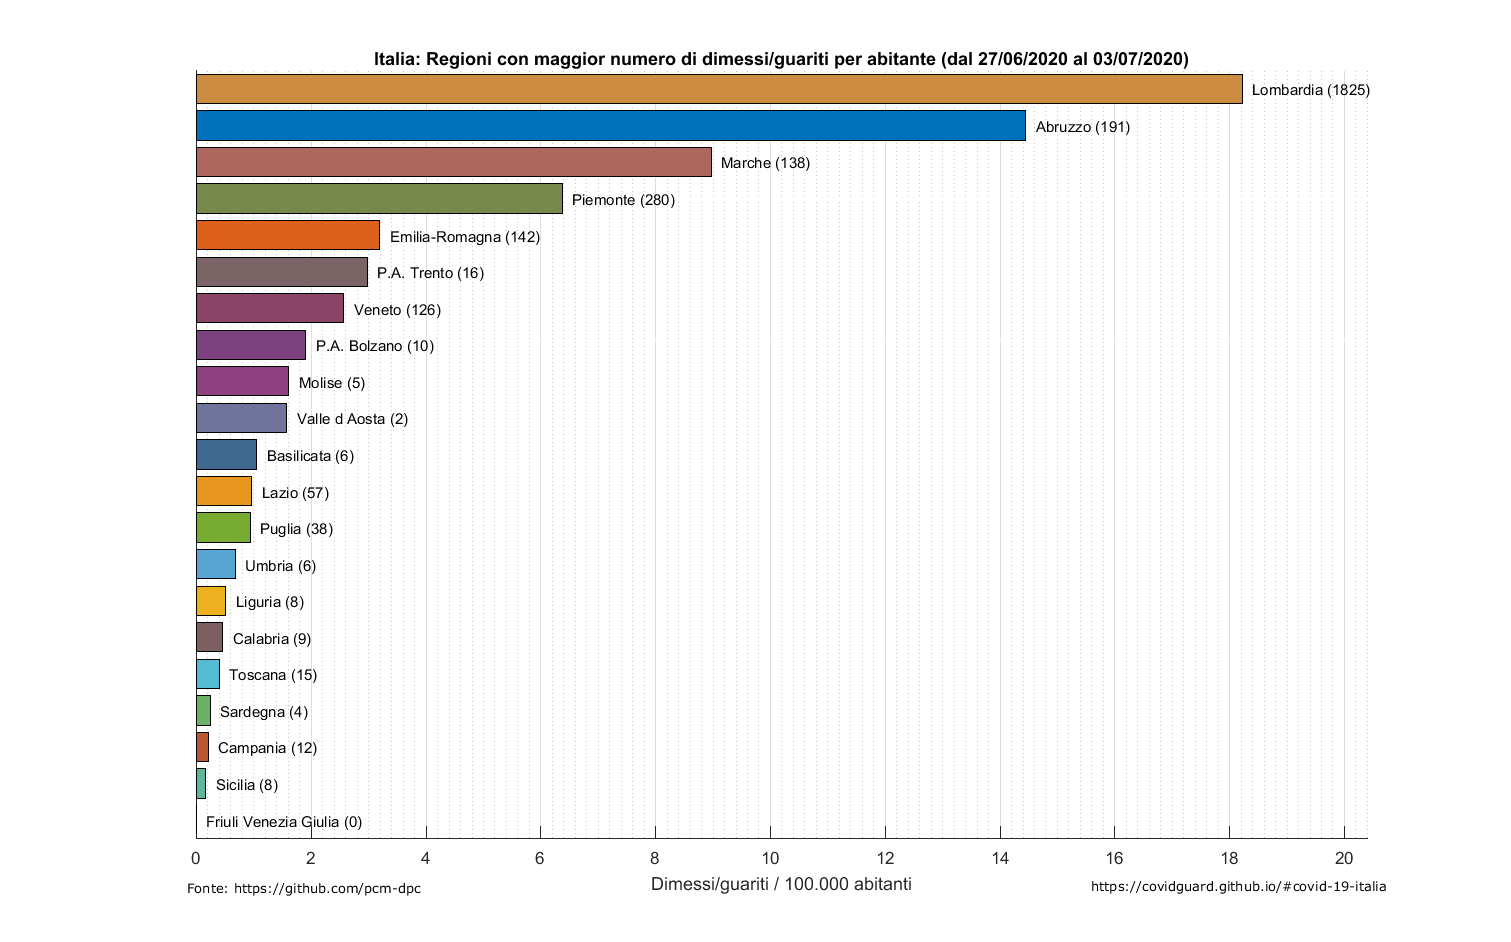 Italia: Regioni con maggior numero di dimessi/guariti per abitante (dal 27/06/2020 al 03/07/2020)
Lombardia (1825)
Abruzzo (191)
Marche (138)
Piemonte (280)
Emilia-Romagna (142)
P.A. Trento (16)
Veneto (126)
P.A. Bolzano (10)
Molise (5)
Valle d Aosta (2)
Basilicata (6)
Lazio (57)
Puglia (38)
Umbria (6)
Liguria (8)
Calabria (9)
Toscana (15)
Sardegna (4)
Campania (12)
Sicilia (8)
Friuli Venezia Giulia (0)
0 2 4 6 8 10 12 14 16 18 20
Dimessi/guariti / 100.000 abitanti
Fonte: https://github.com/pcm-dpc
https://covidguard.github.io/#covid-19-italia